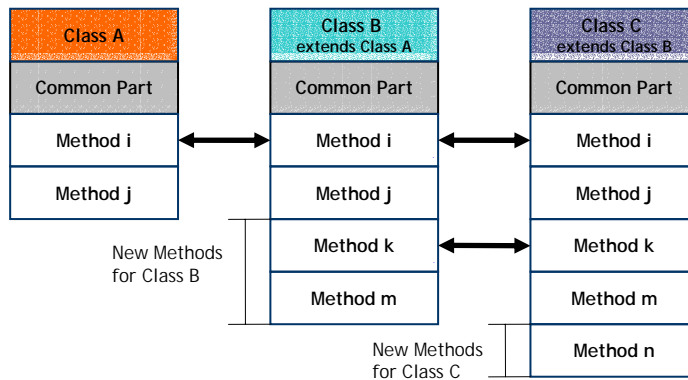 Class A
Common Part
Method i
Method j
Class B
extends Class A
Common Part
Method i
Method j
Method k
Method m
New Methods
for Class B
Class C
extends Class B
Common Part
Method i
Method j
Method k
Method m
Method n
New Methods
for Class C